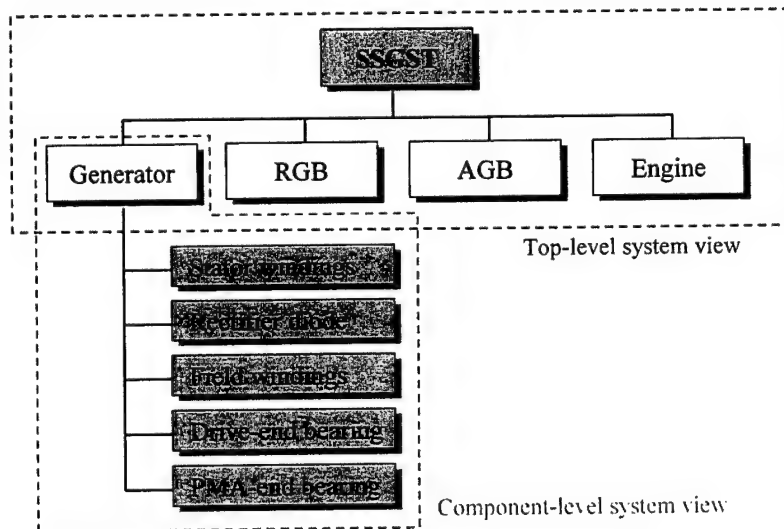 SSGST
Generator
RGB
AGB
Engine
Top-level system view
Stator windings
Rectifier diode
Field windings
Drive-end bearing
PMA-end bearing
Component-level system view